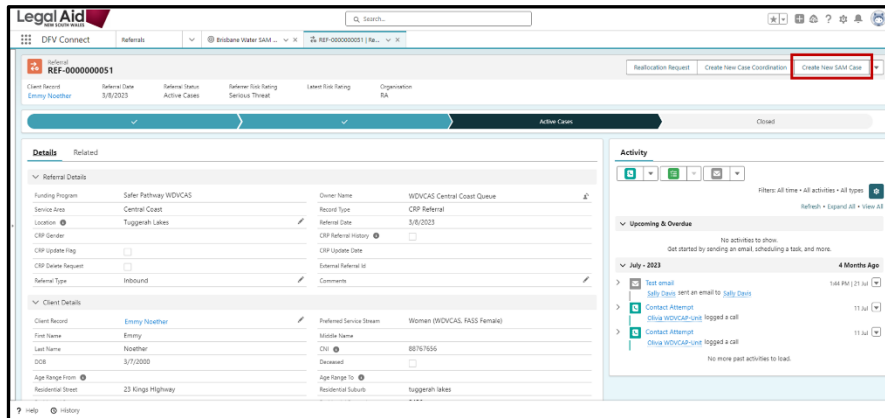 Legal Aid
NEW SOUTH WALES
Search...
DFV Connect
Referrals
Brisbane Water SAM ...
REF-0000000051 | Re...
Referral
REF-0000000051
Reallocation Request
Create New Case Coordination
Create New SAM Case
Client Record
Referral Date
Referral Status
Referrer Risk Rating
Latest Risk Rating
Organisation
Emmy Noether
3/8/2023
Active Cases
Serious Threat
RA
Active Cases
Closed
Details
Related
Referral Details
Funding Program
Safer Pathway WDVCAS
Owner Name
WDVCAS Central Coast Queue
Service Area
Central Coast
Record Type
CRP Referral
Location
Tuggerah Lakes
Referral Date
3/8/2023
CRP Gender
CRP Referral History
CRP Update Flag
CRP Update Date
CRP Delete Request
External Referral Id
Referral Type
Inbound
Comments
Client Details
Client Record
Emmy Noether
Preferred Service Stream
Women (WDVCAS, FASS Female)
First Name
Emmy
Middle Name
Last Name
Noether
CNI
88767656
DOB
3/7/2000
Deceased
Age Range From
Age Range To
Residential Street
25 Kings Highway
Residential Suburb
tuggerah lakes
Activity
Filters: All time • All activities • All types
Refresh • Expand All • View All
Upcoming & Overdue
No activities to show.
Get started by sending an email, scheduling a task, and more.
July - 2023
4 Months Ago
Test email
1:44 PM | 21 Jul
Sally Davis sent an email to Sally Davis
Contact Attempt
11 Jul
Olivia WDVCAP-Unit logged a call
Contact Attempt
11 Jul
Olivia WDVCAP-Unit logged a call
No more past activities to load.
Help
History